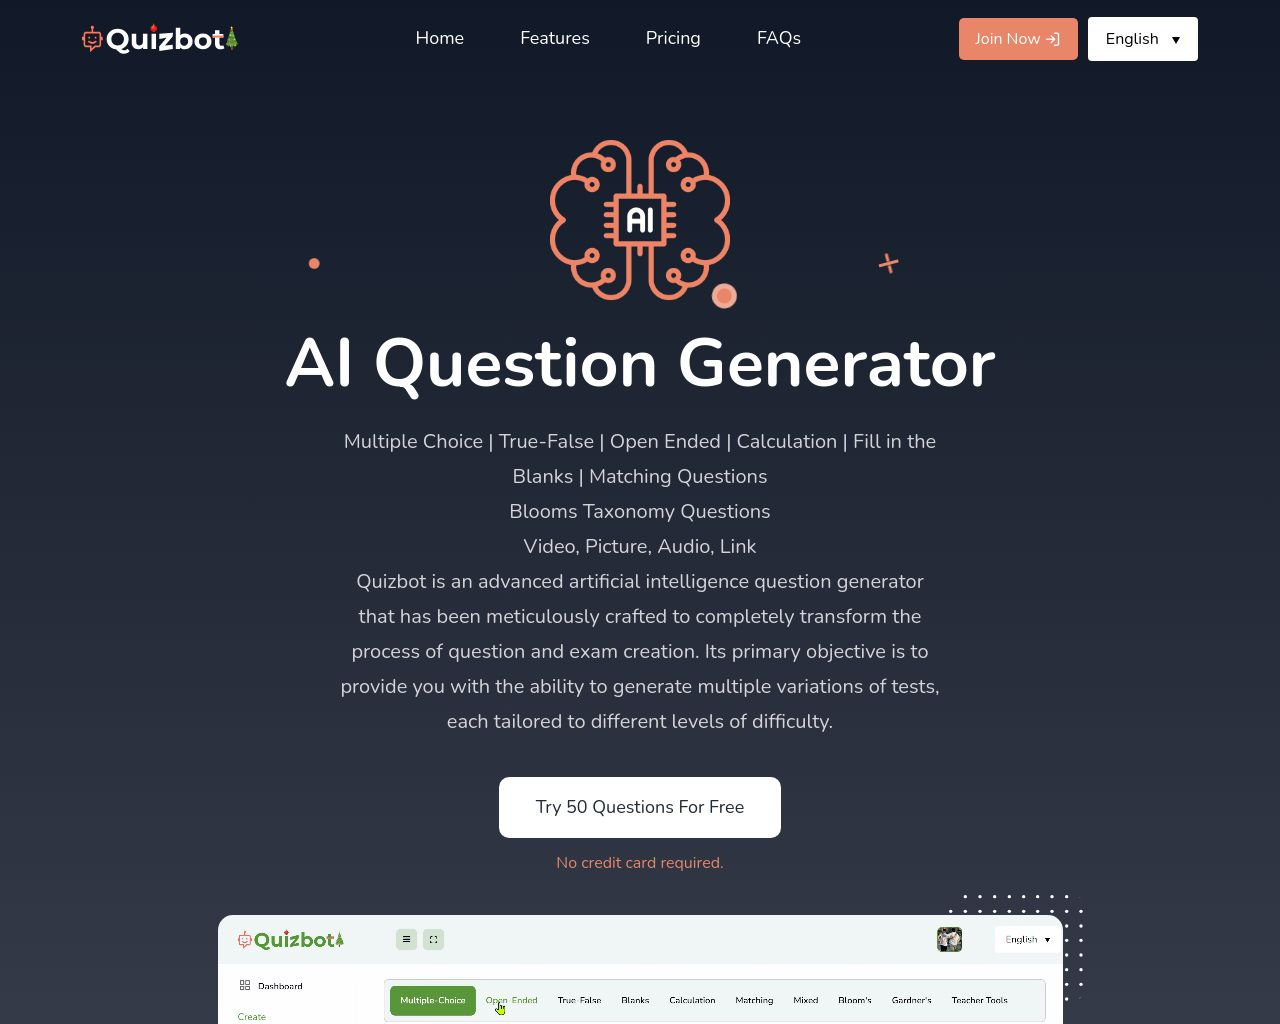 Quizbot
Home
Features
Pricing
FAQs
Join Now
English
AI
AI Question Generator
Multiple Choice | True-False | Open Ended | Calculation | Fill in the
Blanks | Matching Questions
Blooms Taxonomy Questions
Video, Picture, Audio, Link
Quizbot is an advanced artificial intelligence question generator
that has been meticulously crafted to completely transform the
process of question and exam creation. Its primary objective is to
provide you with the ability to generate multiple variations of tests,
each tailored to different levels of difficulty.
Try 50 Questions For Free
No credit card required.
Quizbot
English
Dashboard
Multiple-Choice
Open-Ended
True-False
Blanks
Calculation
Matching
Mixed
Bloom's
Gardner's
Teacher Tools
Create